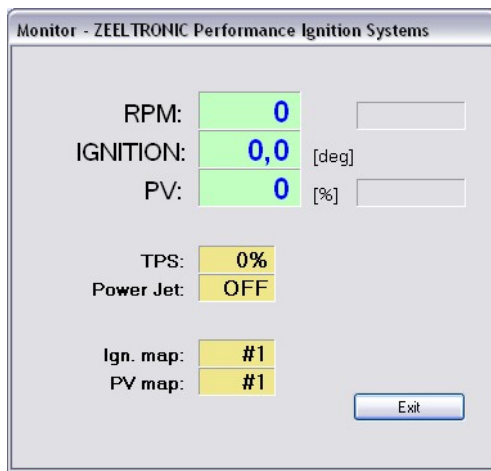 Monitor - ZEELTRONIC Performance Ignition Systems
RPM: 0
IGNITION: 0,0 [deg]
PV: 0 [%]
TPS: 0%
Power Jet: OFF
Ign. map: #1
PV map: #1
Exit